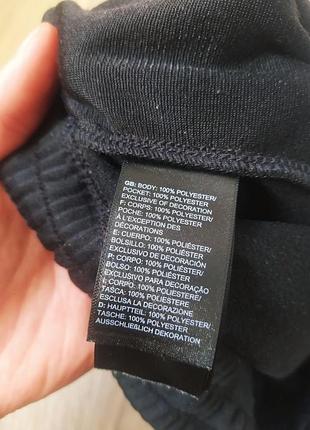 GB: BODY: 100% POLYESTER/
POCKET: 100% POLYESTER/
EXCLUSIVE OF DECORATION
F: CORPS: 100% POLYESTER/
POCHE: 100% POLYESTER/
À L'EXCEPTION DES
DÉCORATIONS
E: CUERPO: 100% POLIÉSTER/
BOLSILLO: 100% POLIÉSTER/
EXCLUSIVO DE DECORACIÓN
P: CORPO: 100% POLIÉSTER/
BOLSO: 100% POLIÉSTER/
EXCLUSIVO PARA DECORAÇÃO
I: CORPO: 100% POLIESTERE/
TASCA: 100% POLIESTERE
ESCLUSA LA DECORAZIONE
D: HAUPTTEIL: 100% POLYESTER/
TASCHE: 100% POLYESTER/
AUSSCHLIEẞLICH DEKORATION